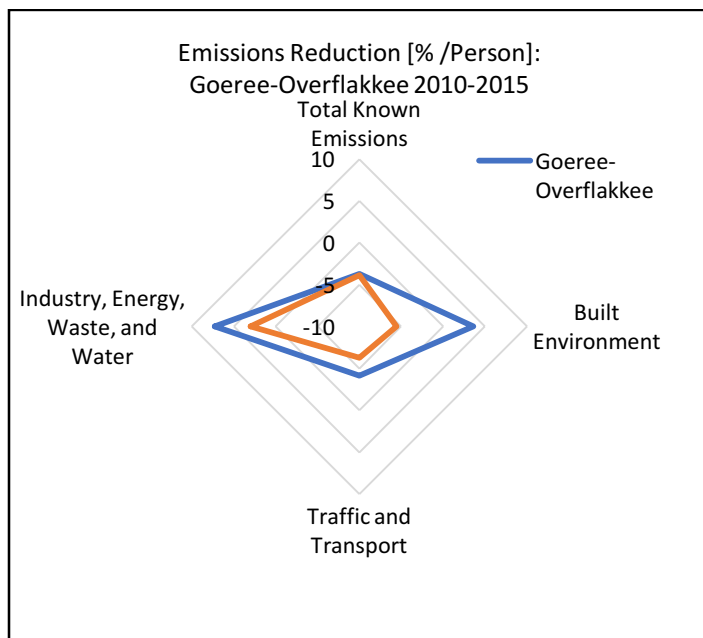 Emissions Reduction [% /Person]:
Goeree-Overflakkee 2010-2015
Total Known
Emissions
10
5
0
-5
-10
Goeree-
Overflakkee
Industry, Energy,
Waste, and
Water
Built
Environment
Traffic and
Transport